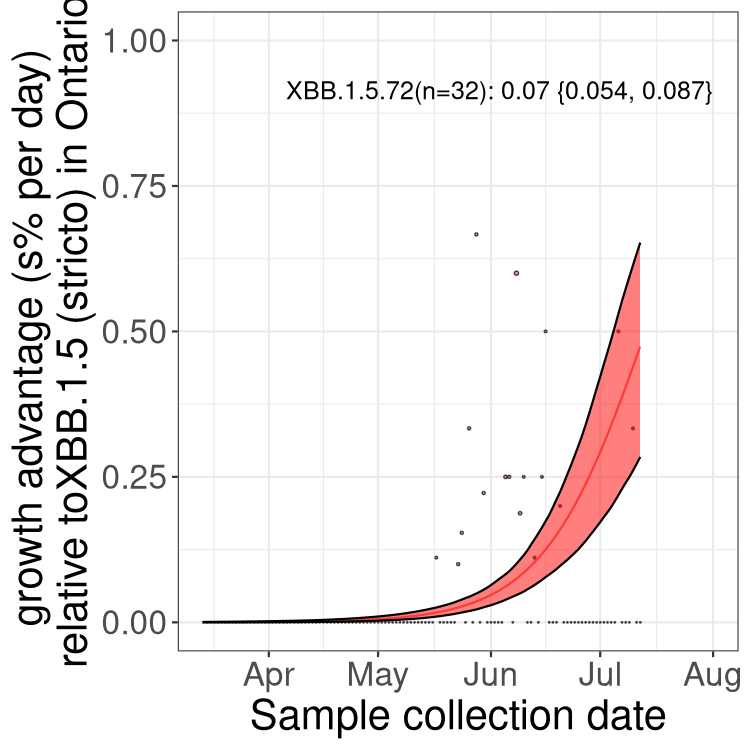 growth advantage (s% per day)
relative toXBB.1.5 (stricto) in Ontario
1.00
XBB.1.5.72(n=32): 0.07 {0.054, 0.087}
0.75
0.50
0.25
0.00
Apr May Jun Jul Aug
Sample collection date